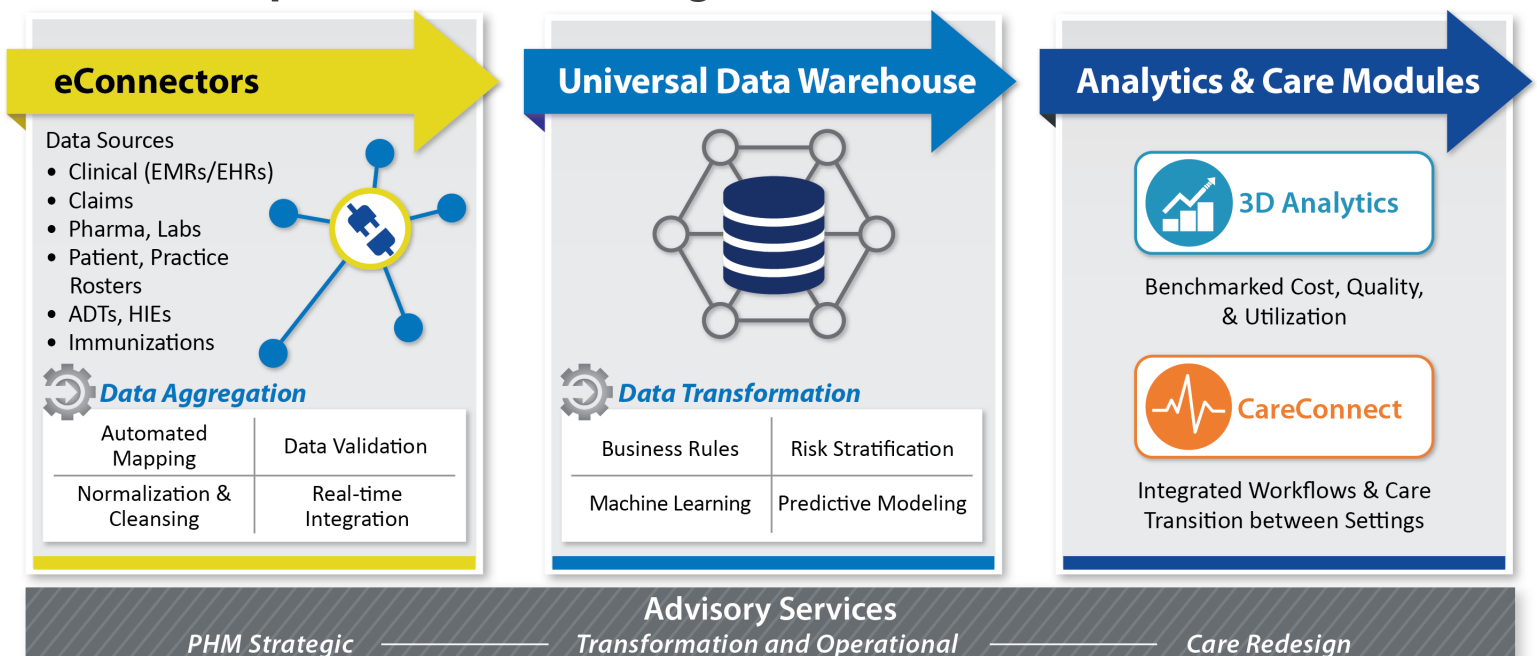 eConnectors
Data Sources
• Clinical (EMRs/EHRs)
• Claims
• Pharma, Labs
• Patient, Practice
Rosters
• ADTs, HIEs
• Immunizations
Data Aggregation
Automated
Mapping
Data Validation
Normalization &
Cleansing
Real-time
Integration
Universal Data Warehouse
Data Transformation
Business Rules
Risk Stratification
Machine Learning
Predictive Modeling
Analytics & Care Modules
3D Analytics
Benchmarked Cost, Quality,
& Utilization
CareConnect
Integrated Workflows & Care
Transition between Settings
Advisory Services
PHM Strategic
Transformation and Operational
Care Redesign